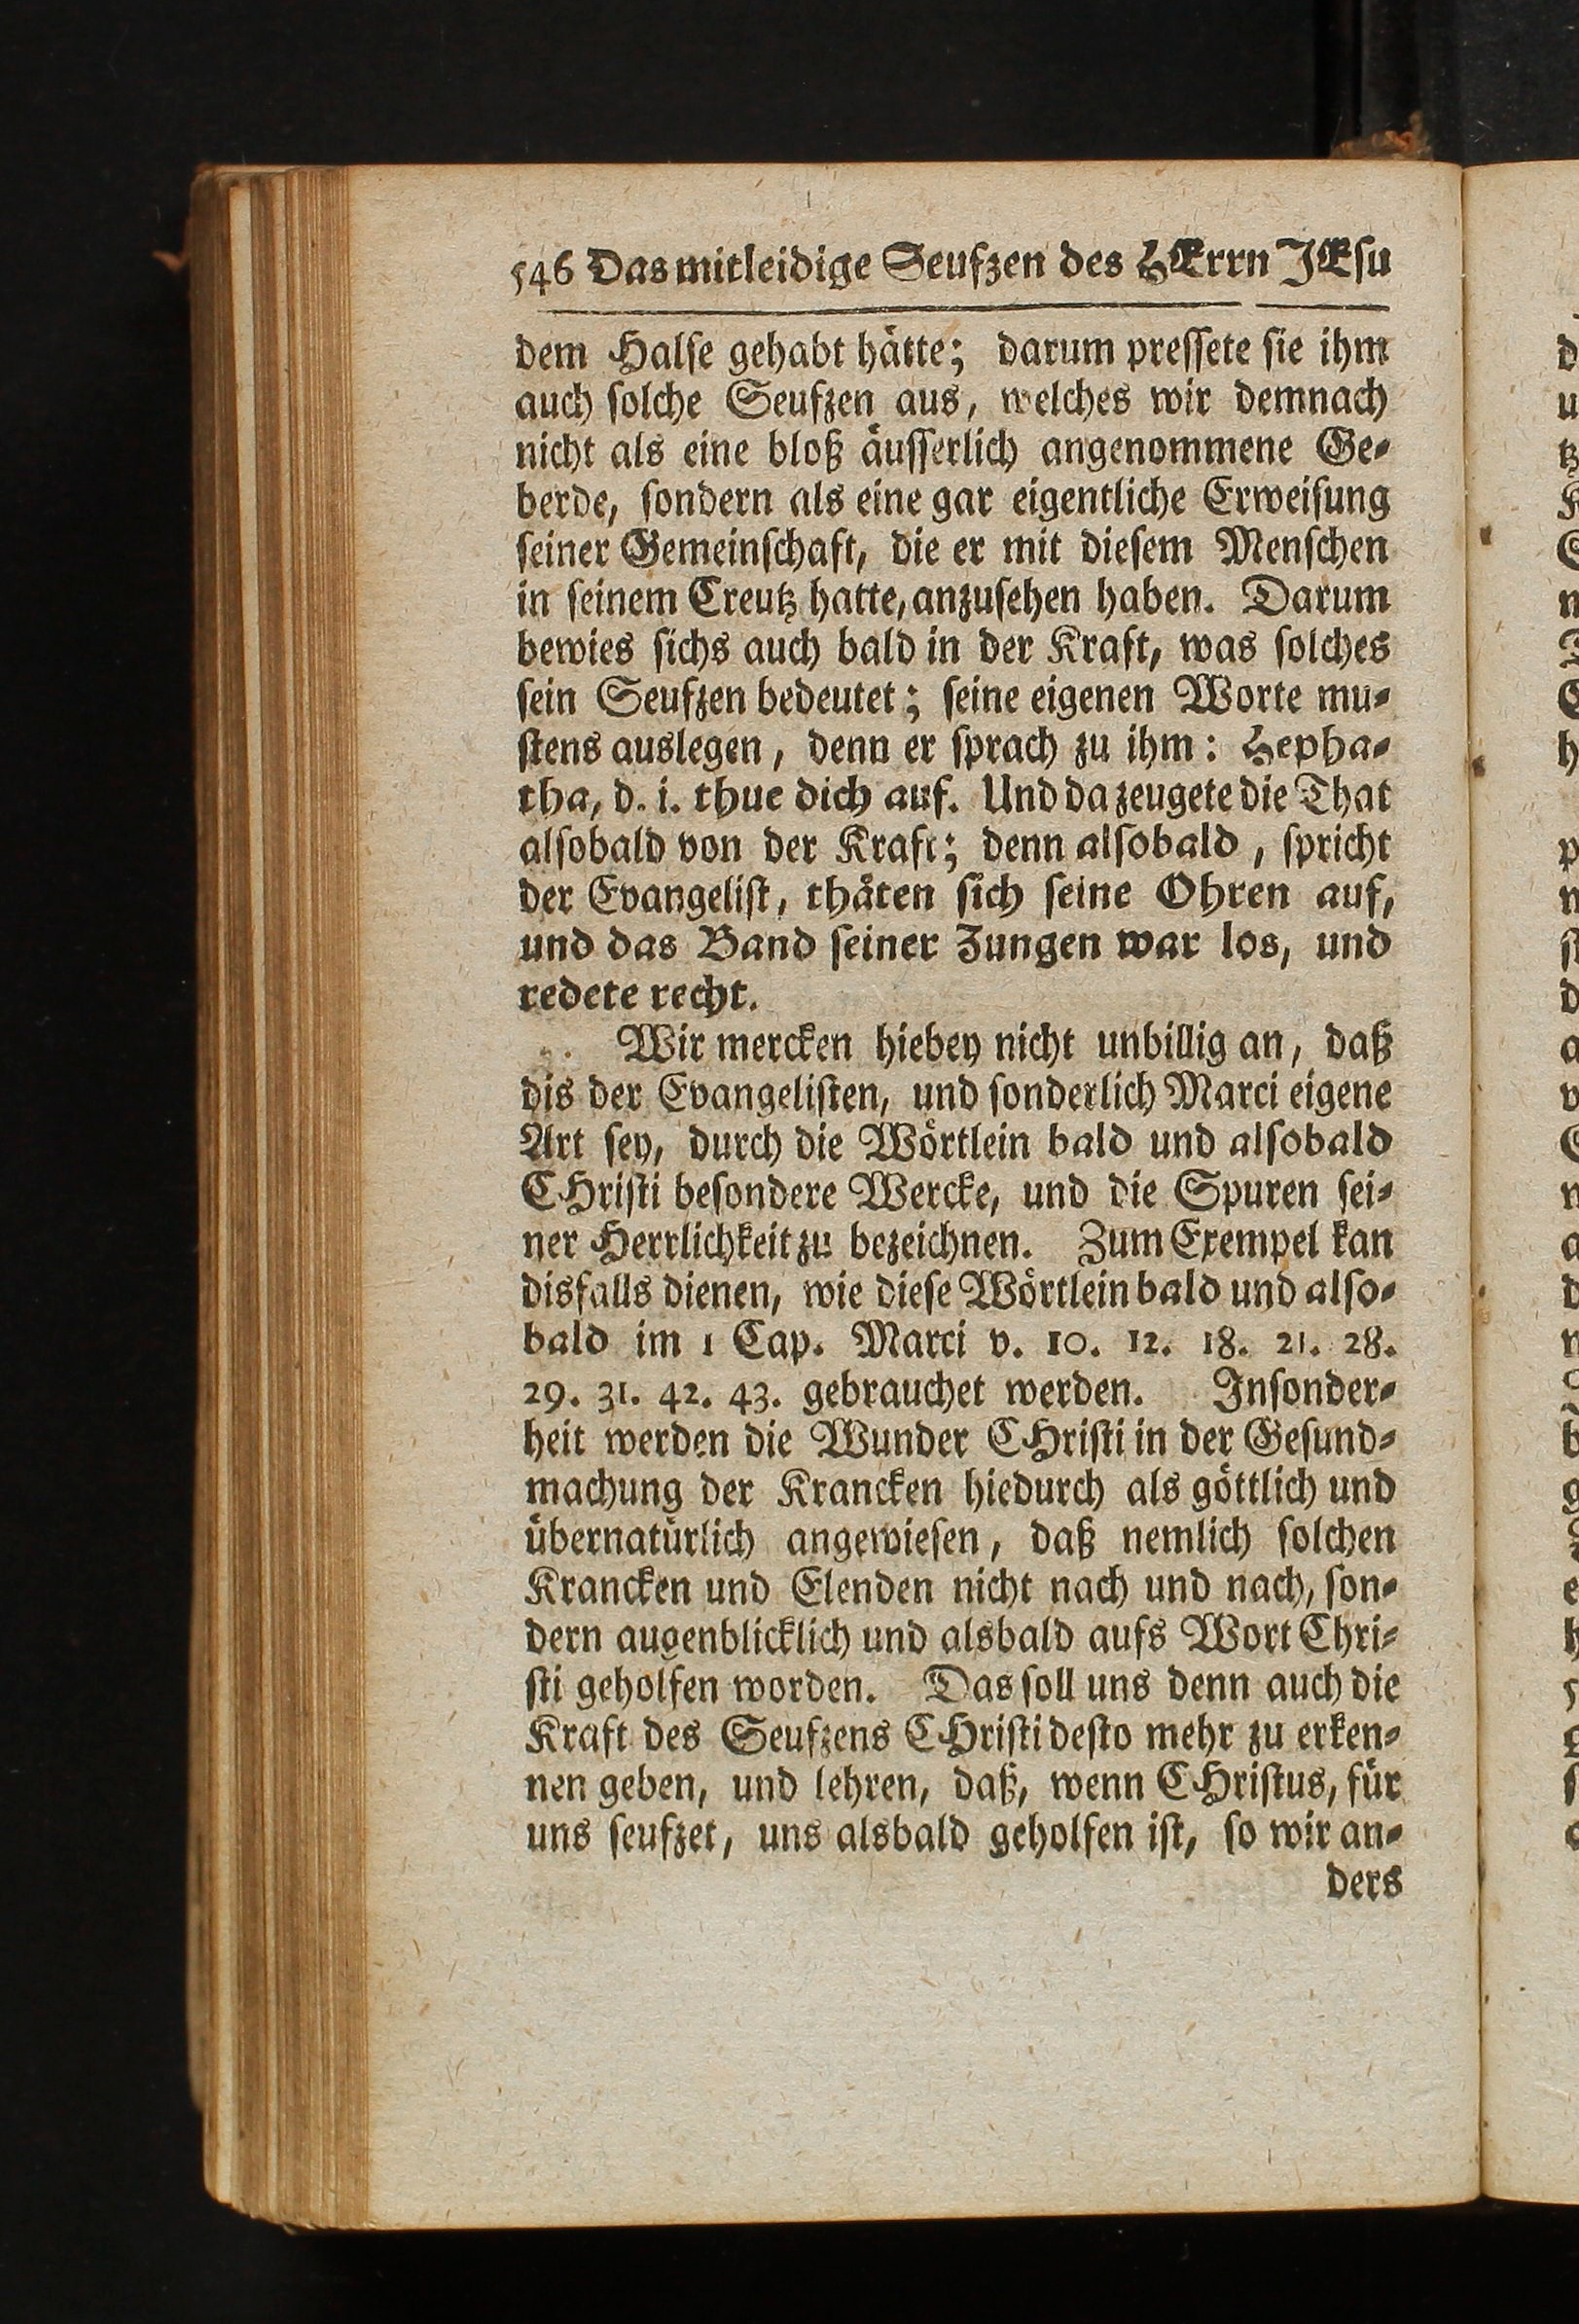 546 Das mitleidige Seufzen des HErrn JEsu
dem Halse gehabt hätte; darum pressete sie ihm
auch solche Seufzen aus, welches wir demnach
nicht als eine bloß äusserlich angenommene Ge-
berde, sondern als eine gar eigentliche Erweisung
seiner Gemeinschaft, die er mit diesem Menschen
in seinem Creutz hatte, anzusehen haben. Darum
bewies sichs auch bald in der Kraft, was solches
sein Seufzen bedeutet; seine eigenen Worte mu-
stens auslegen, denn er sprach zu ihm: Hepha-
tha, d. i. thue dich auf. Und da zeugete die That
alsobald von der Kraft; denn alsobald, spricht
der Evangelist, thäten sich seine Ohren auf,
und das Band seiner Zungen war los, und
redete recht.
Wir mercken hiebey nicht unbillig an, daß
dis der Evangelisten, und sonderlich Marci eigene
Art sey, durch die Wörtlein bald und alsobald
CHristi besondere Wercke, und die Spuren sei-
ner Herrlichkeit zu bezeichnen. Zum Exempel kan
disfalls dienen, wie diese Wörtlein bald und also-
bald im 1 Cap. Marci v. 10. 12. 18. 21. 28.
29. 31. 42. 43. gebrauchet werden. Insonder-
heit werden die Wunder CHristi in der Gesund-
machung der Krancken hiedurch als göttlich und
übernatürlich angewiesen, daß nemlich solchen
Krancken und Elenden nicht nach und nach, son-
dern augenblicklich und alsbald aufs Wort Chri-
sti geholfen worden. Das soll uns denn auch die
Kraft des Seufzens CHristi desto mehr zu erken-
nen geben, und lehren, daß, wenn CHristus, für
uns seufzet, uns alsbald geholfen ist, so wir an-
ders